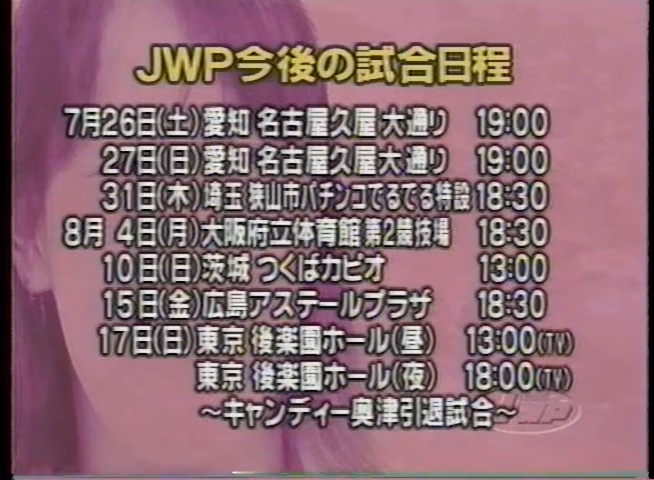 JWP今後の試合日程
7月26日(土)愛知 名古屋久屋大通り 19:00
27日(日)愛知 名古屋久屋大通り 19:00
31日(木)埼玉 狭山市パチンコてるてる特設 18:30
8月 4日(月)大阪府立体育館 第2競技場 18:30
10日(日)茨城 つくばカピオ 13:00
15日(金)広島アステールプラザ 18:30
17日(日)東京 後楽園ホール(昼) 13:00(TV)
東京 後楽園ホール(夜) 18:00(TV)
～キャンディー奥津引退試合～
JWP